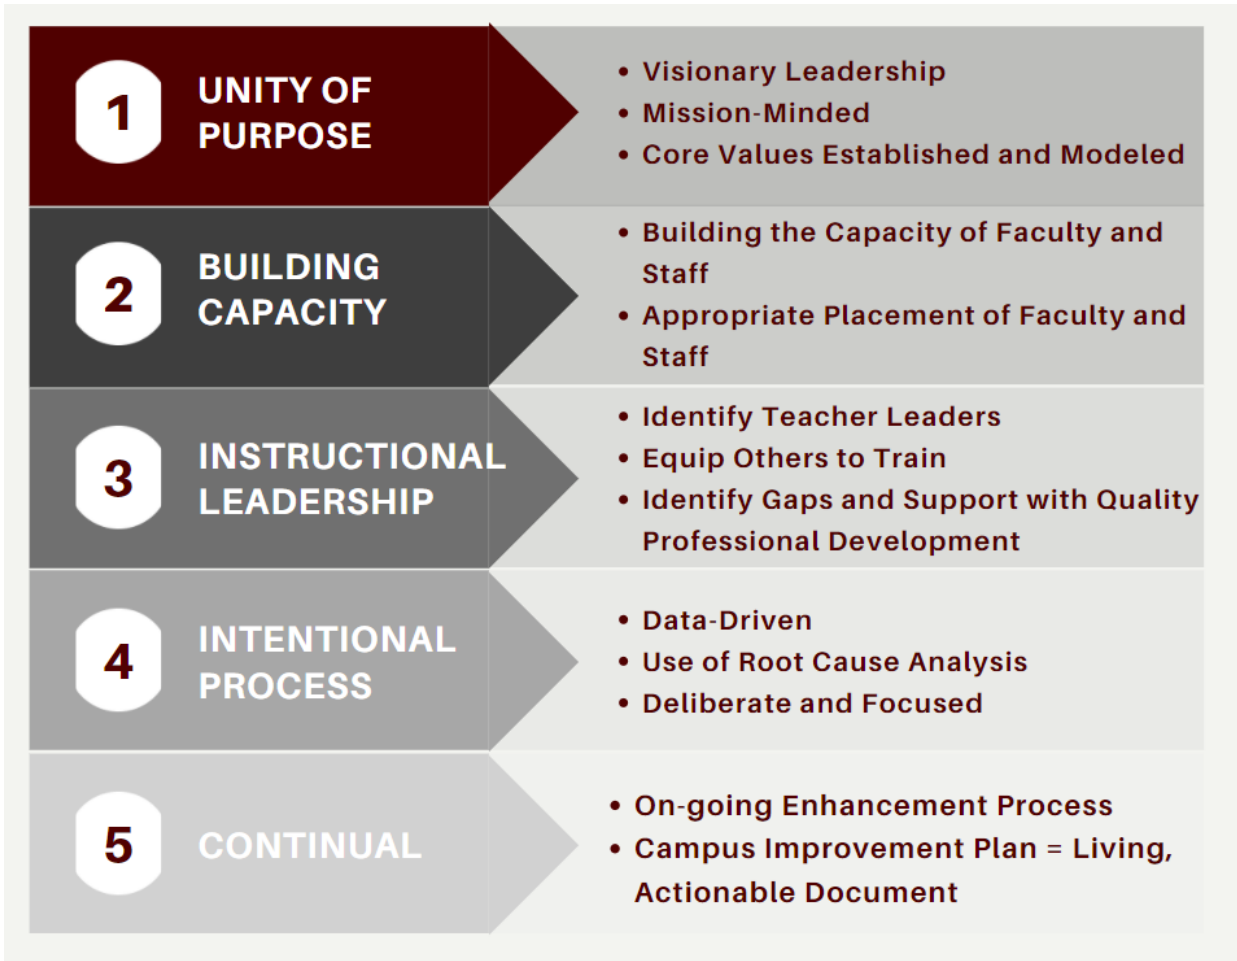 1
UNITY OF
PURPOSE
• Visionary Leadership
• Mission-Minded
• Core Values Established and Modeled
2
BUILDING
CAPACITY
• Building the Capacity of Faculty and
Staff
• Appropriate Placement of Faculty and
Staff
3
INSTRUCTIONAL
LEADERSHIP
• Identify Teacher Leaders
• Equip Others to Train
• Identify Gaps and Support with Quality
Professional Development
4
INTENTIONAL
PROCESS
• Data-Driven
• Use of Root Cause Analysis
• Deliberate and Focused
5
CONTINUAL
• On-going Enhancement Process
• Campus Improvement Plan = Living,
Actionable Document